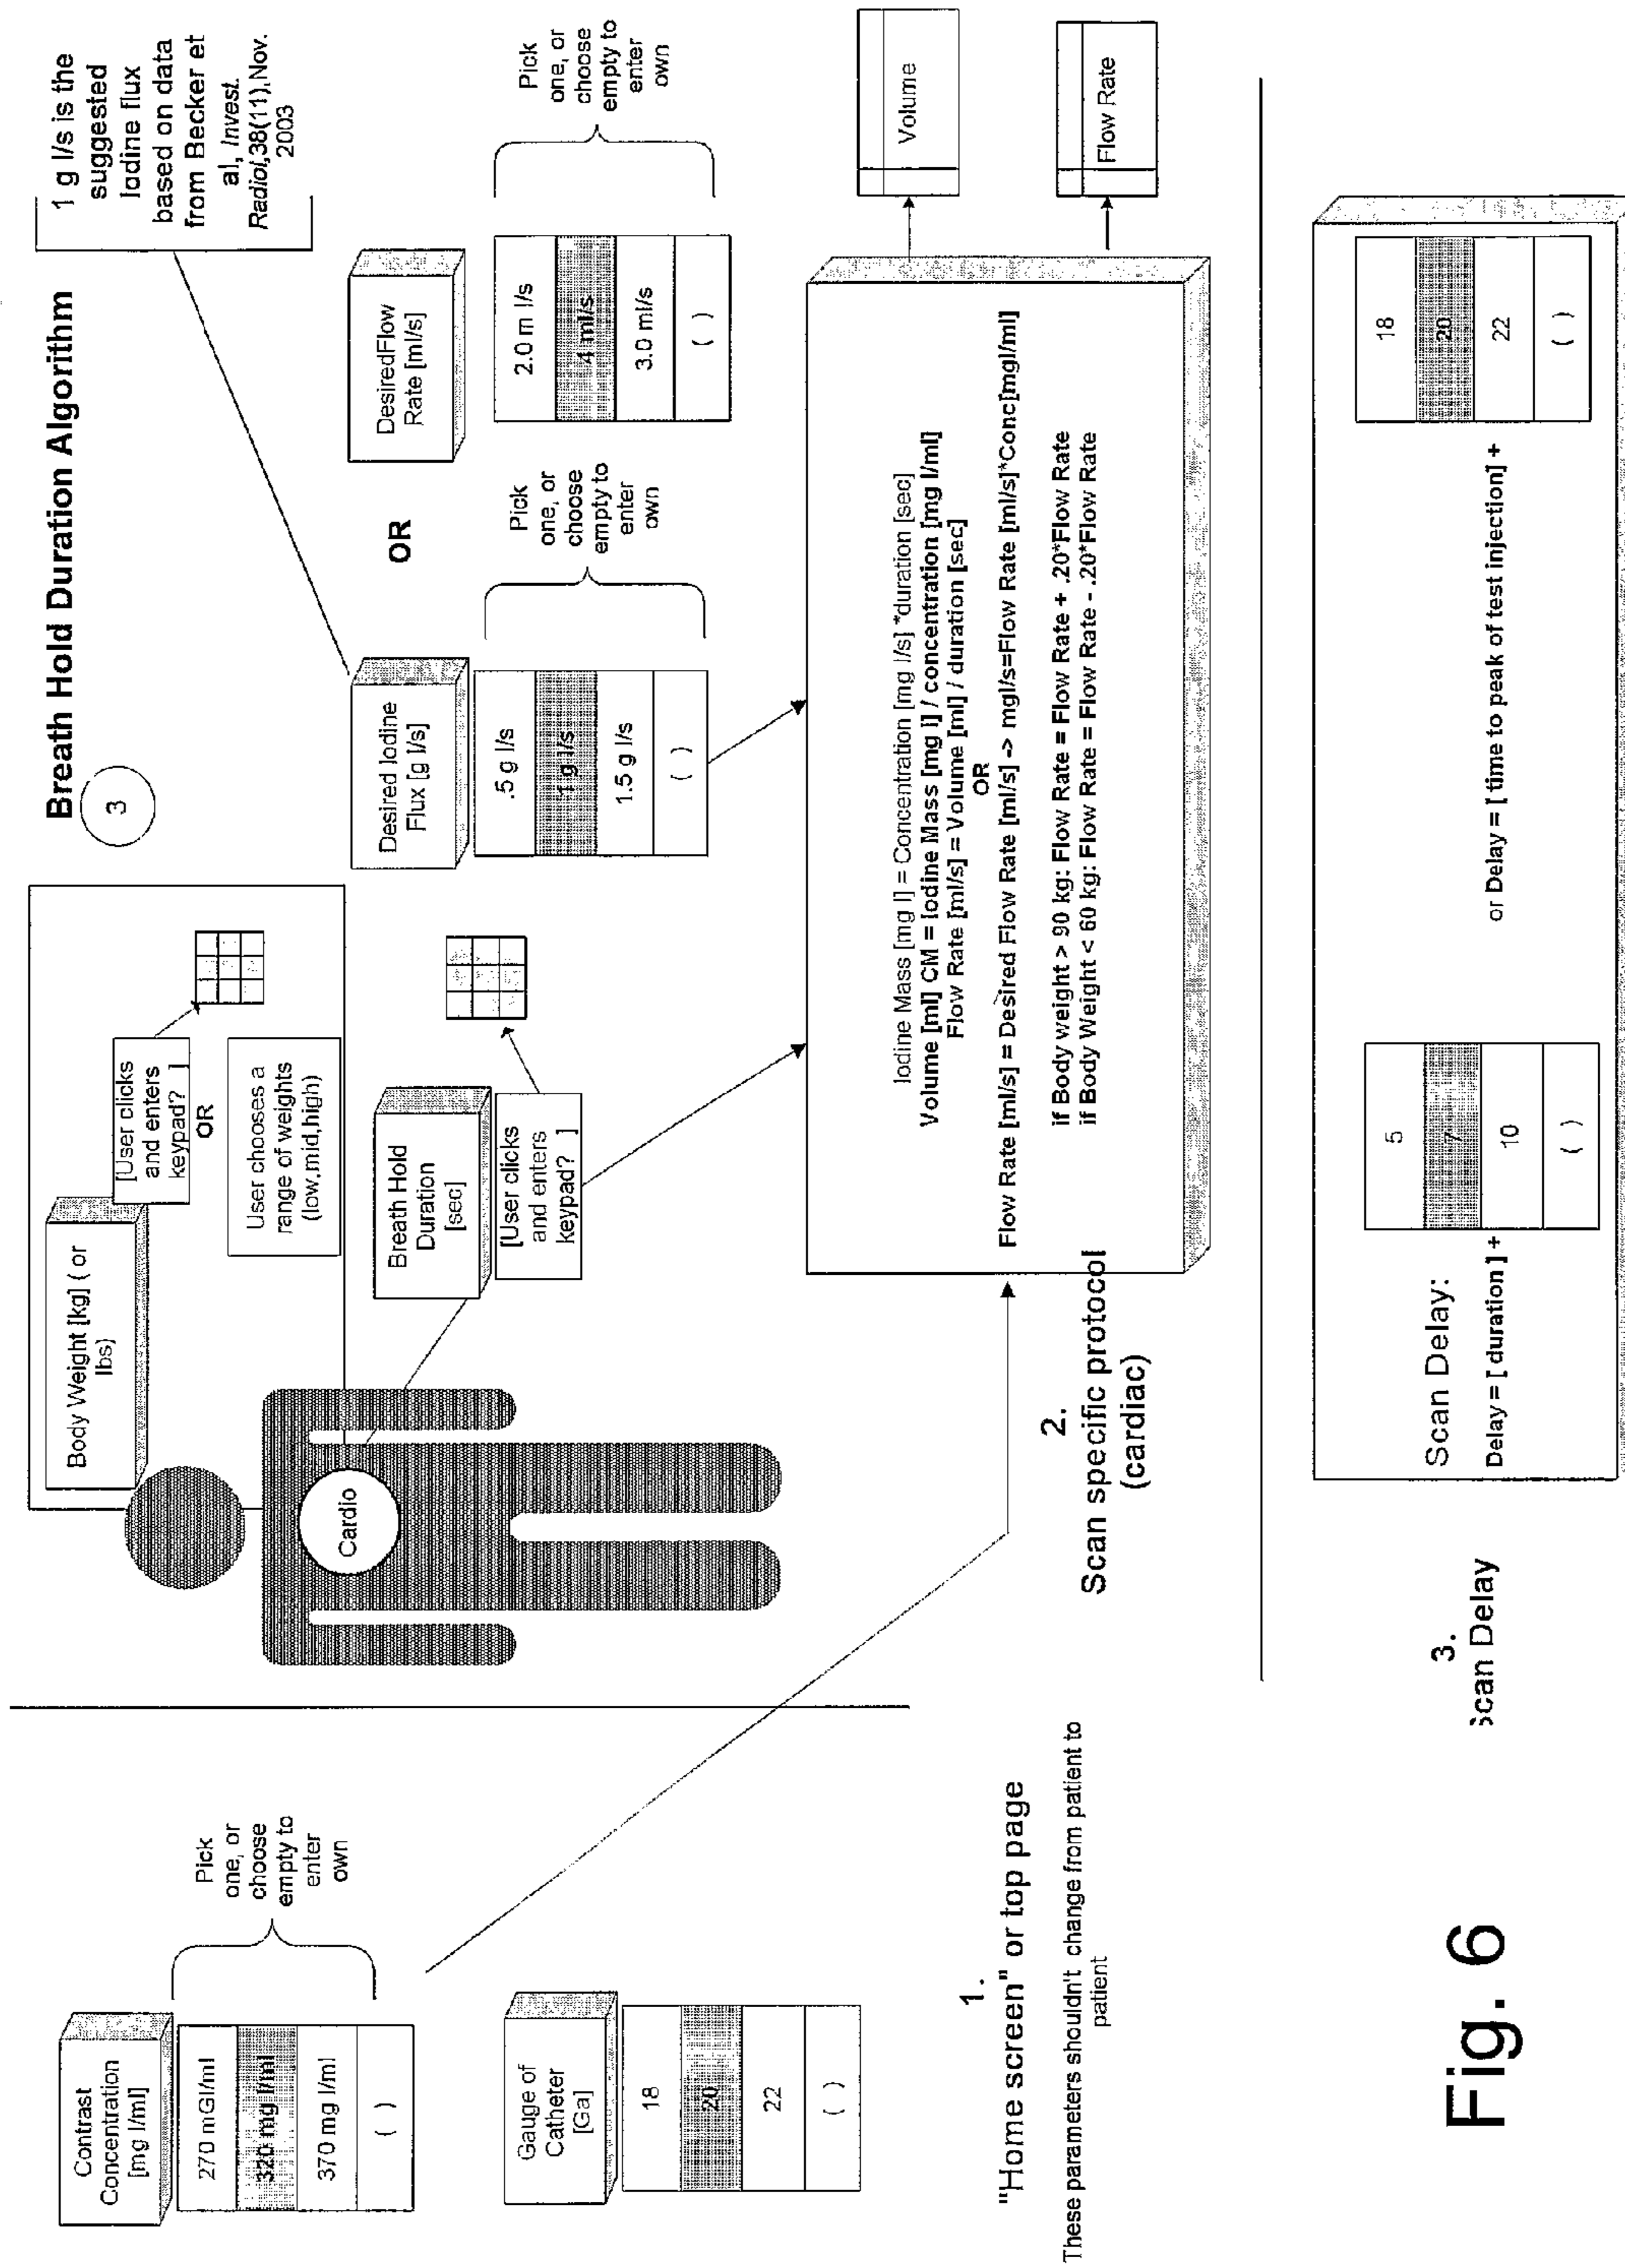 Breath Hold Duration Algorithm
3
1 g I/s is the
suggested
Iodine flux
based on data
from Becker et
al, Invest.
Radiol,38(11),Nov.
2003
Contrast
Concentration
[mg I/ml]
270 mGI/ml
320 mg I/ml
370 mg I/ml
( )
Pick
one, or
choose
empty to
enter
own
Gauge of
Catheter
[Ga]
18
20
22
( )
1.
"Home screen" or top page
These parameters shouldn't change from patient to
patient
Body Weight [kg] ( or
lbs)
[User clicks
and enters
keypad? ]
OR
User chooses a
range of weights
(low,mid,high)
Cardio
Breath Hold
Duration
[sec]
[User clicks
and enters
keypad? ]
Desired Iodine
Flux [g I/s]
.5 g I/s
1 g I/s
1.5 g I/s
( )
Pick
one, or
choose
empty to
enter
own
OR
DesiredFlow
Rate [ml/s]
2.0 m l/s
4 ml/s
3.0 ml/s
( )
Pick
one, or
choose
empty to
enter
own
Iodine Mass [mg I] = Concentration [mg I/s] *duration [sec]
Volume [ml] CM = Iodine Mass [mg I] / concentration [mg I/ml]
Flow Rate [ml/s] = Volume [ml] / duration [sec]
OR
Flow Rate [ml/s] = Desired Flow Rate [ml/s] -> mgI/s=Flow Rate [ml/s]*Conc[mgI/ml]
if Body weight > 90 kg: Flow Rate = Flow Rate + .20*Flow Rate
if Body Weight < 60 kg: Flow Rate = Flow Rate - .20*Flow Rate
Volume
Flow Rate
2.
Scan specific protocol
(cardiac)
3.
Scan Delay
Scan Delay:
Delay = [ duration ] +
5
7
10
( )
or Delay = [ time to peak of test injection] +
18
20
22
( )
Fig. 6